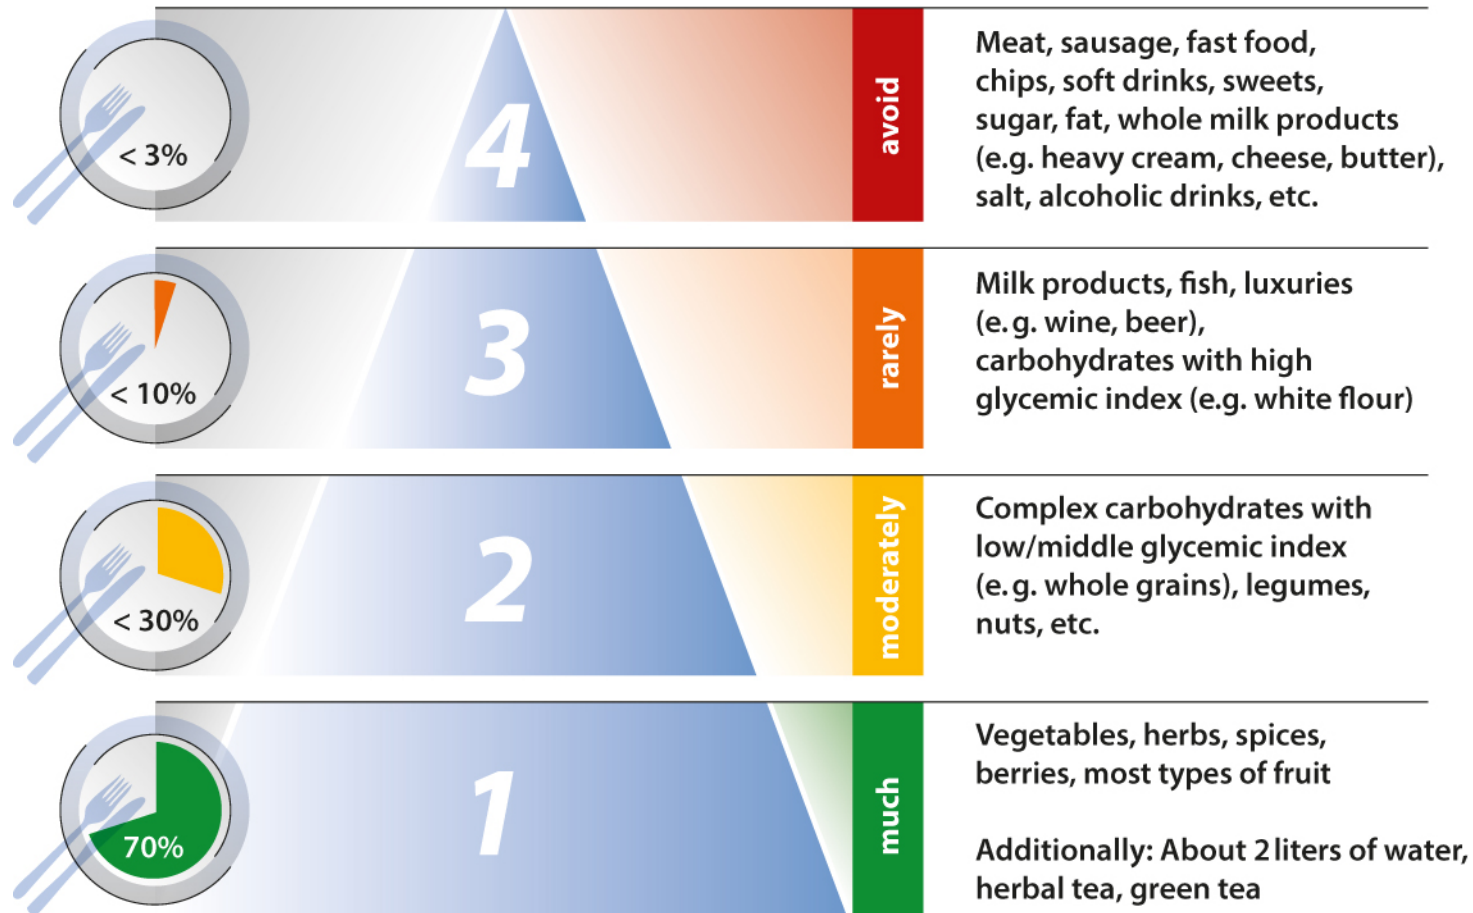 < 3%
4
avoid
Meat, sausage, fast food,
chips, soft drinks, sweets,
sugar, fat, whole milk products
(e.g. heavy cream, cheese, butter),
salt, alcoholic drinks, etc.
< 10%
3
rarely
Milk products, fish, luxuries
(e.g. wine, beer),
carbohydrates with high
glycemic index (e.g. white flour)
< 30%
2
moderately
Complex carbohydrates with
low/middle glycemic index
(e.g. whole grains), legumes,
nuts, etc.
70%
1
much
Vegetables, herbs, spices,
berries, most types of fruit
Additionally: About 2 liters of water,
herbal tea, green tea